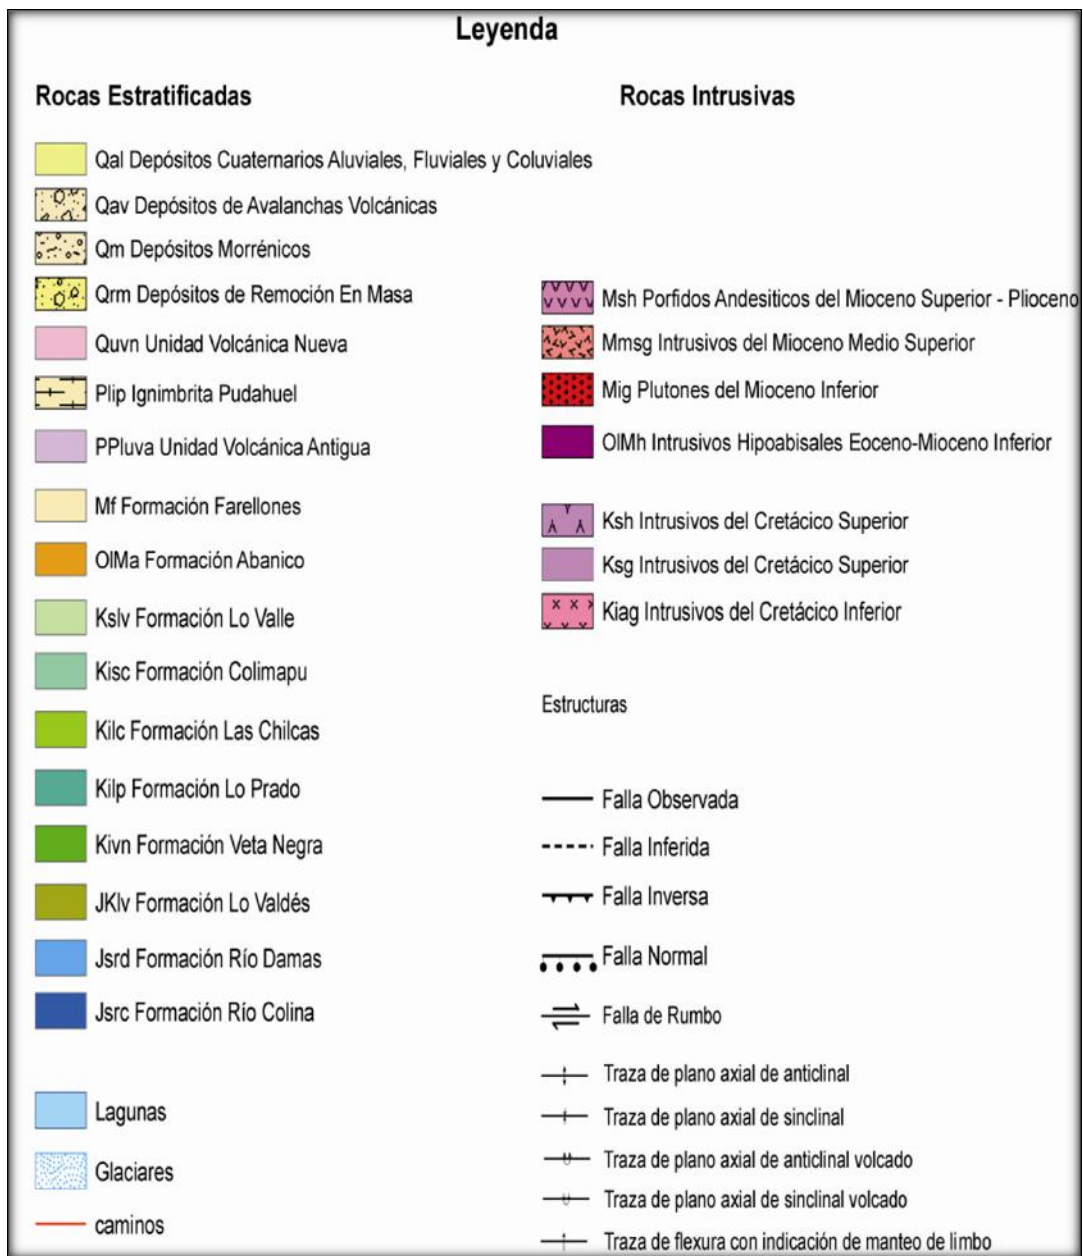 Leyenda
Rocas Estratificadas
Qal Depósitos Cuaternarios Aluviales, Fluviales y Coluviales
Qav Depósitos de Avalanchas Volcánicas
Qm Depósitos Morrénicos
Qrm Depósitos de Remoción En Masa
Quvn Unidad Volcánica Nueva
Plip Ignimbrita Pudahuel
PPluva Unidad Volcánica Antigua
Mf Formación Farellones
OlMa Formación Abanico
Kslv Formación Lo Valle
Kisc Formación Colimapu
Kilc Formación Las Chilcas
Kilp Formación Lo Prado
Kivn Formación Veta Negra
JKlv Formación Lo Valdés
Jsrd Formación Río Damas
Jsrc Formación Río Colina
Lagunas
Glaciares
caminos
Rocas Intrusivas
Msh Porfidos Andesiticos del Mioceno Superior - Plioceno
Mmsg Intrusivos del Mioceno Medio Superior
Mig Plutones del Mioceno Inferior
OlMh Intrusivos Hipoabisales Eoceno-Mioceno Inferior
Ksh Intrusivos del Cretácico Superior
Ksg Intrusivos del Cretácico Superior
Kiag Intrusivos del Cretácico Inferior
Estructuras
Falla Observada
Falla Inferida
Falla Inversa
Falla Normal
Falla de Rumbo
Traza de plano axial de anticlinal
Traza de plano axial de sinclinal
Traza de plano axial de anticlinal volcado
Traza de plano axial de sinclinal volcado
Traza de flexura con indicación de manteo de limbo